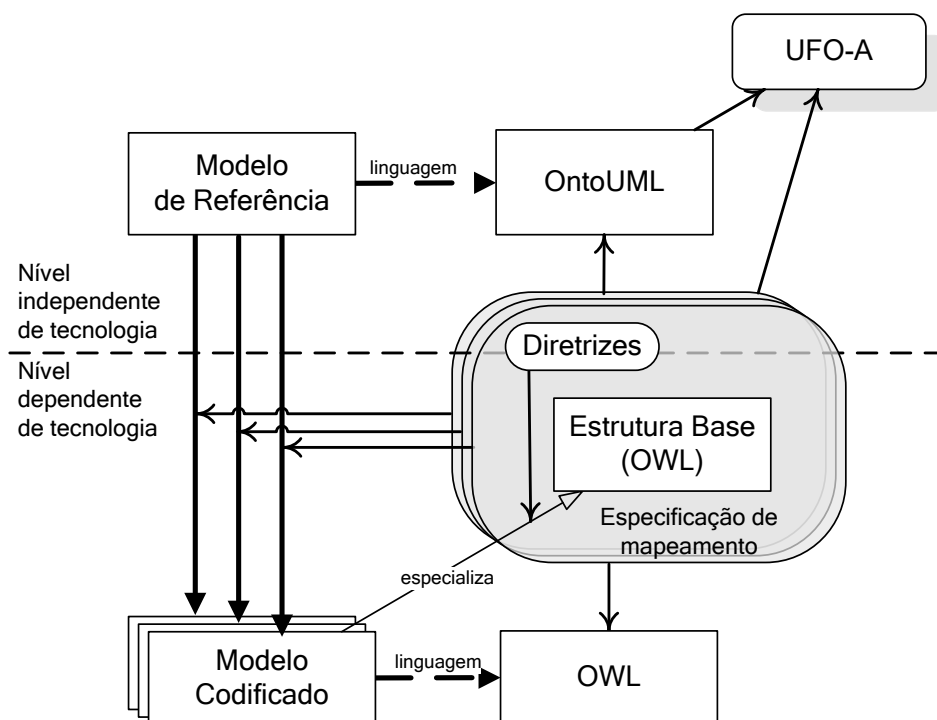 UFO-A
Modelo
de Referência
linguagem
OntoUML
Nível
independente
de tecnologia
Diretrizes
Nível
dependente
de tecnologia
Estrutura Base
(OWL)
Especificação de
mapeamento
especializa
Modelo
Codificado
linguagem
OWL